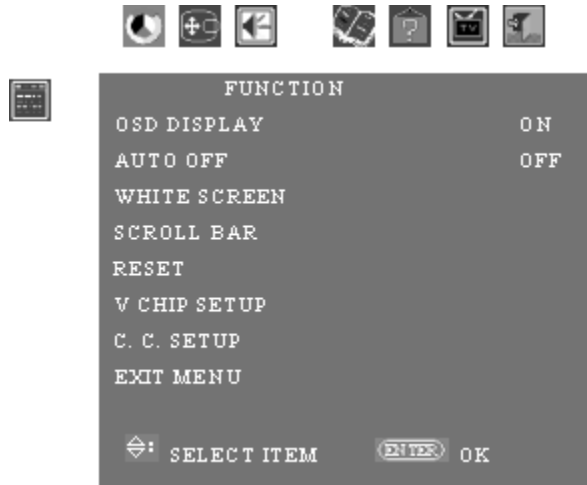 TV
?
FUNCTION
OSD DISPLAY ON
AUTO OFF OFF
WHITE SCREEN
SCROLL BAR
RESET
V CHIP SETUP
C. C. SETUP
EXIT MENU
: SELECT ITEM ENTER OK